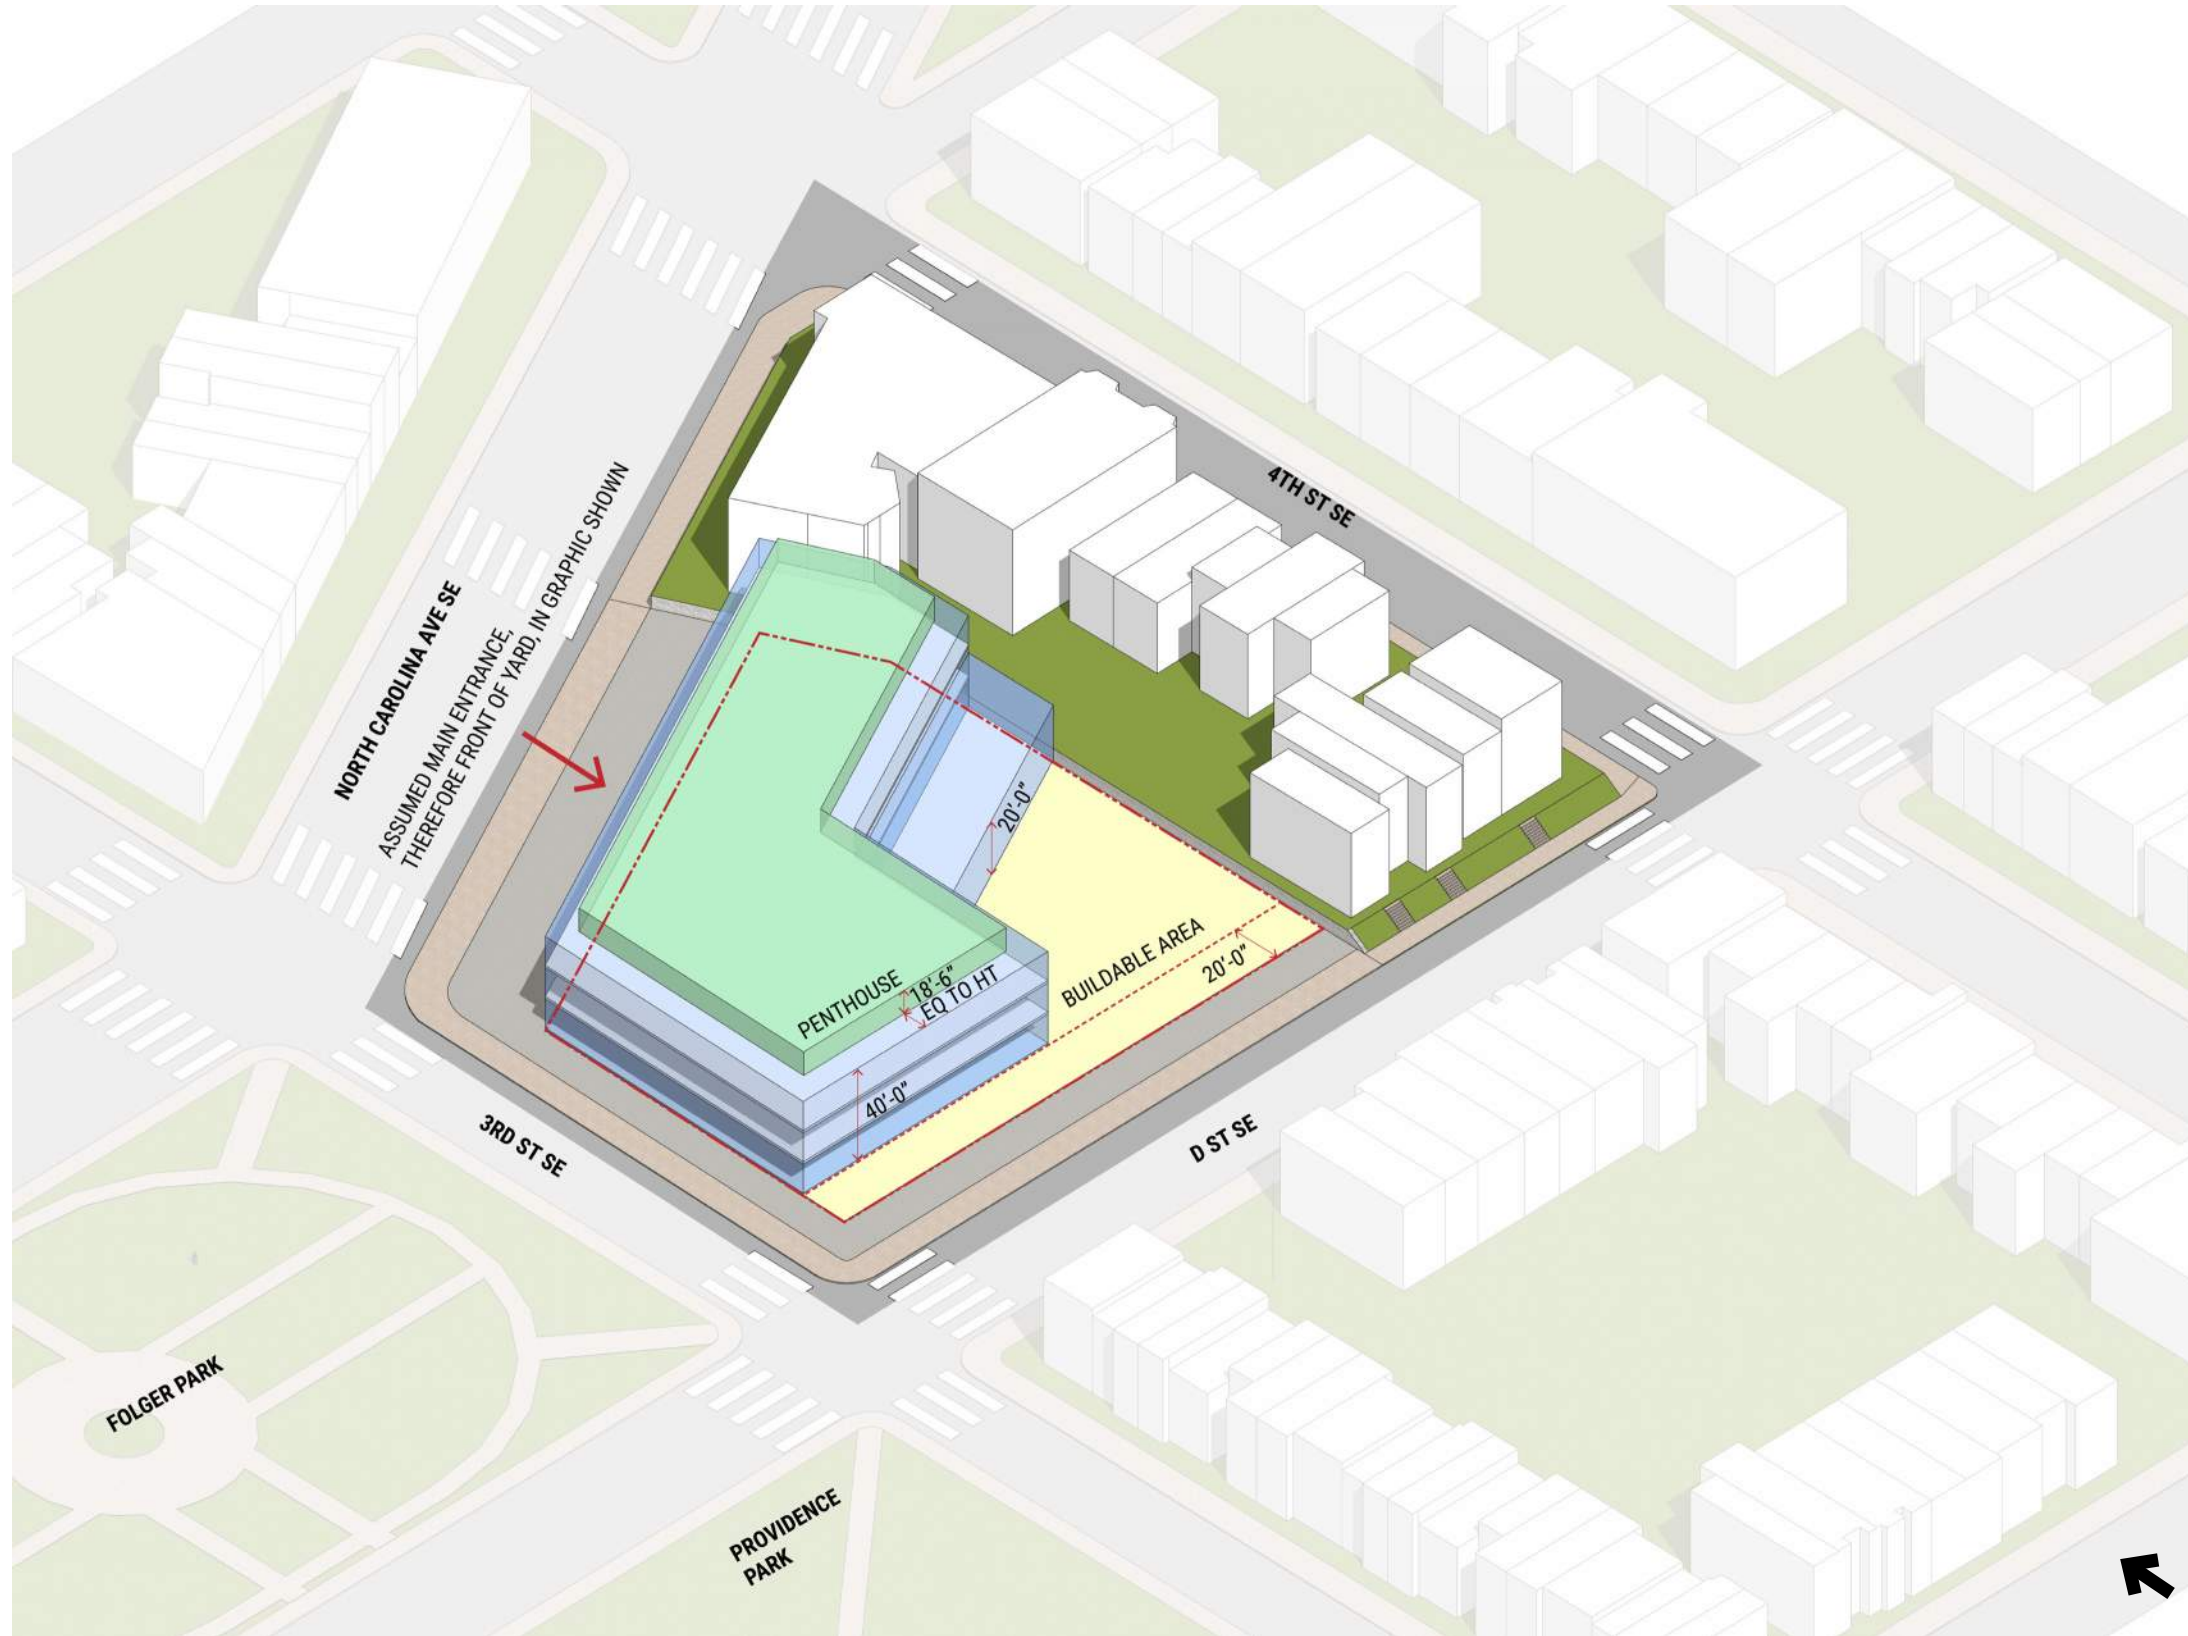 4TH ST SE
NORTH CAROLINA AVE SE
ASSUMED MAIN ENTRANCE,
THEREFORE FRONT OF YARD, IN GRAPHIC SHOWN
20'-0"
BUILDABLE AREA
20'-0"
PENTHOUSE
18'-6"
EQ TO HT
40'-0"
3RD ST SE
D ST SE
FOLGER PARK
PROVIDENCE
PARK